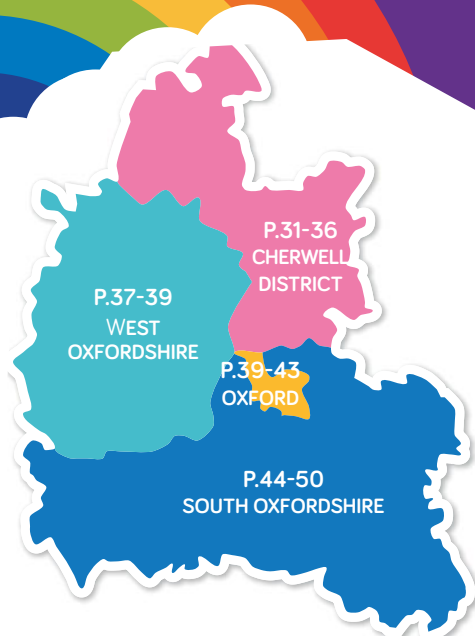 P.31-36
CHERWELL
DISTRICT
P.37-39
WEST
OXFORDSHIRE
P.39-43
OXFORD
P.44-50
SOUTH OXFORDSHIRE